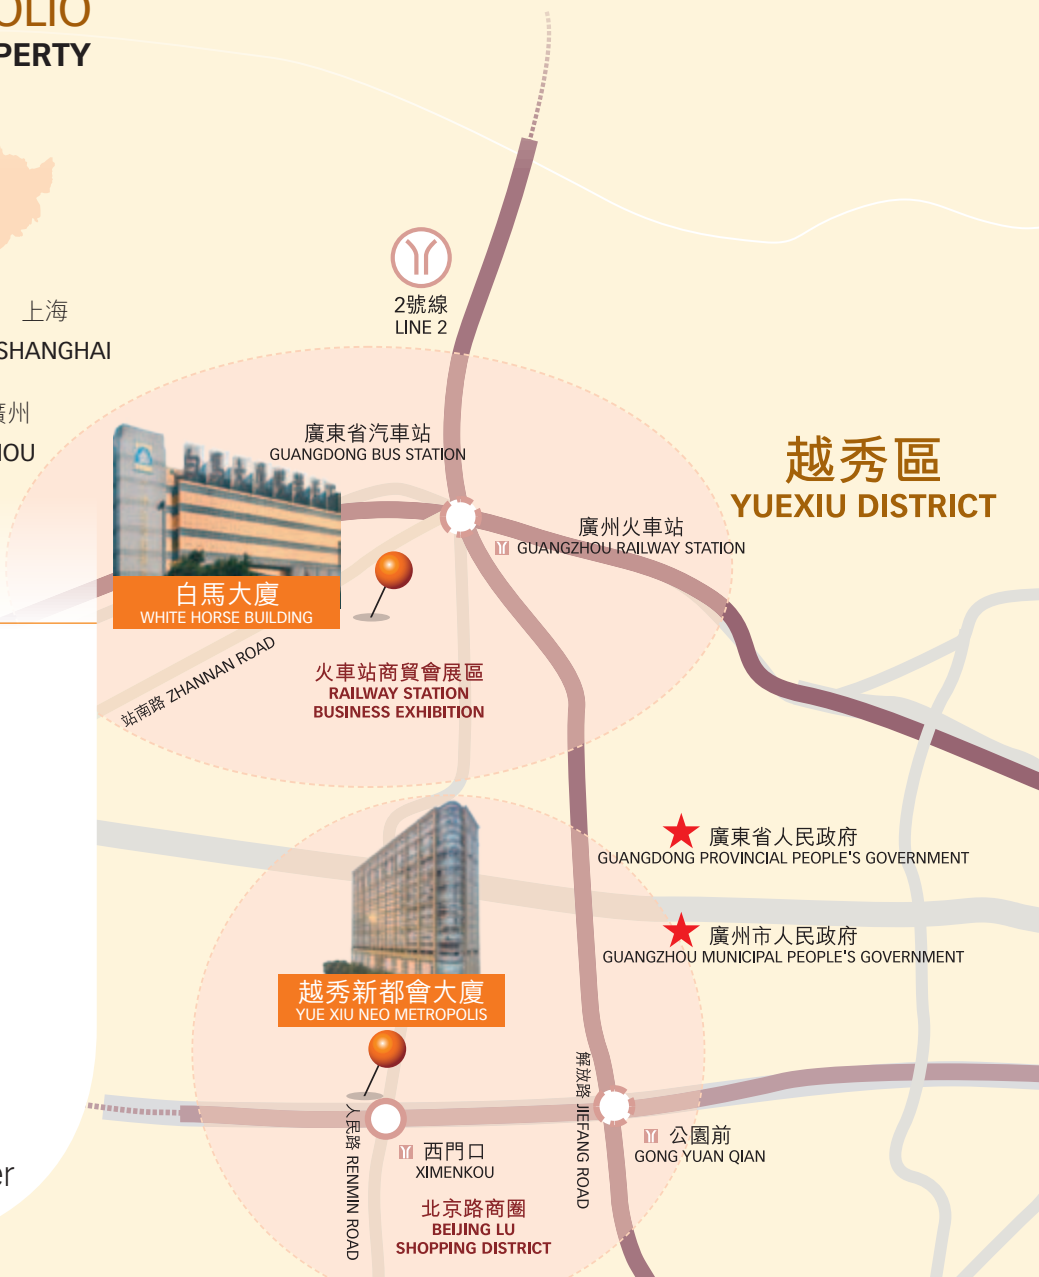 OLIO
PERTY
上海
SHANGHAI
廣州
HOU
2號線
LINE 2
廣東省汽車站
GUANGDONG BUS STATION
越秀區
YUEXIU DISTRICT
廣州火車站
GUANGZHOU RAILWAY STATION
白馬大廈
WHITE HORSE BUILDING
站南路 ZHANNAN ROAD
火車站商貿會展區
RAILWAY STATION
BUSINESS EXHIBITION
廣東省人民政府
GUANGDONG PROVINCIAL PEOPLE'S GOVERNMENT
廣州市人民政府
GUANGZHOU MUNICIPAL PEOPLE'S GOVERNMENT
越秀新都會大廈
YUE XIU NEO METROPOLIS
解放路 JIEFANG ROAD
人民路 RENMIN ROAD
西門口
XIMENKOU
公園前
GONG YUAN QIAN
er
北京路商圈
BEIJING LU
SHOPPING DISTRICT